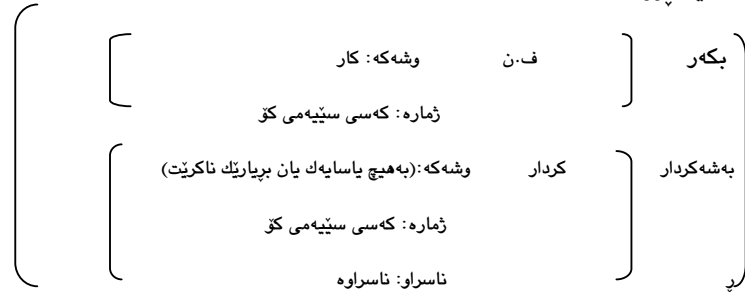 بکەر ف.ن وشەکە: کار
ژمارە: کەسی سێیەمی کۆ
بەشەکردار کردار وشەکە:(بەهیچ یاسایەك یان بڕیارێك ناکرێت)
ژمارە: کەسی سێیەمی کۆ
ناسراو: ناسراوە
ڕ